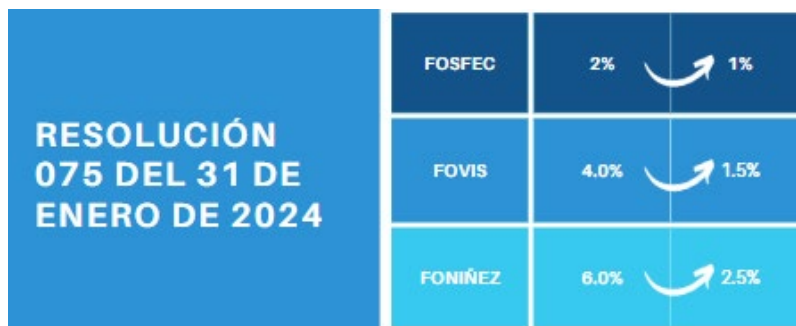 RESOLUCIÓN
075 DEL 31 DE
ENERO DE 2024
FOSFEC 2% 1%
FOVIS 4.0% 1.5%
FONIÑEZ 6.0% 2.5%